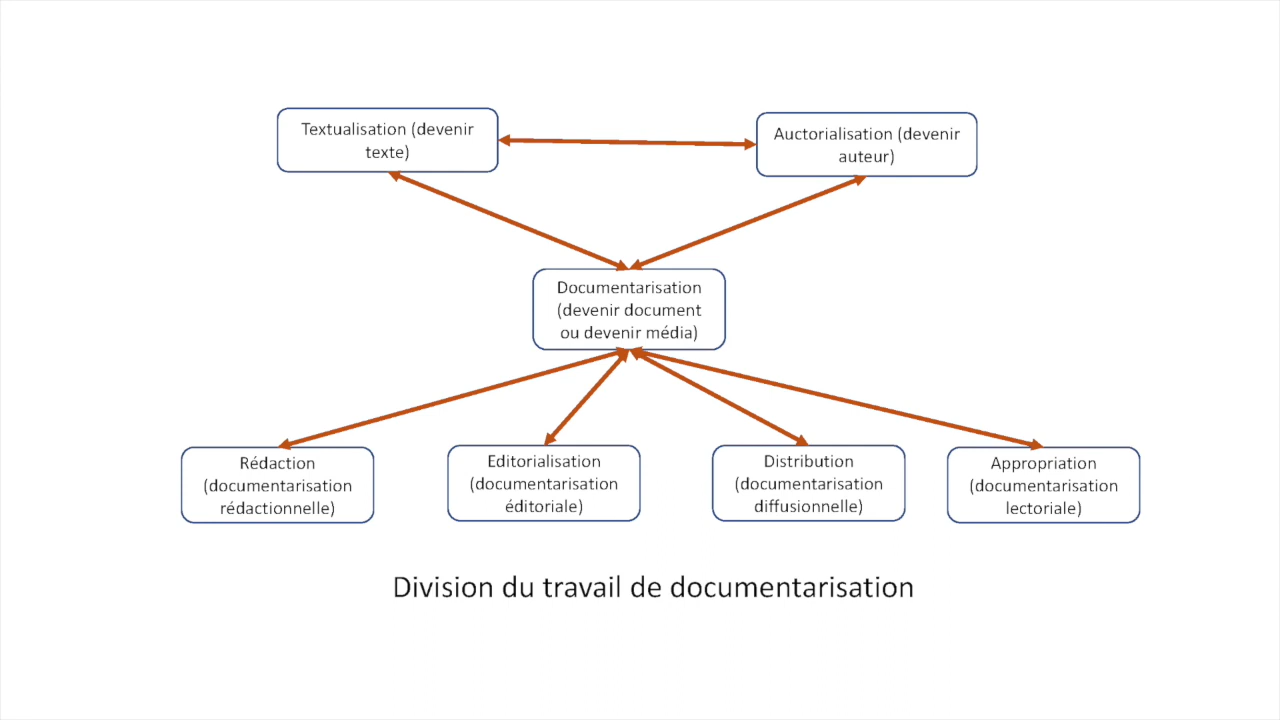 Textualisation (devenir
texte)
Auctorialisation (devenir
auteur)
Documentarisation
(devenir document
ou devenir média)
Rédaction
(documentarisation
rédactionnelle)
Editorialisation
(documentarisation
éditoriale)
Distribution
(documentarisation
diffusionnelle)
Appropriation
(documentarisation
lectoriale)
Division du travail de documentarisation